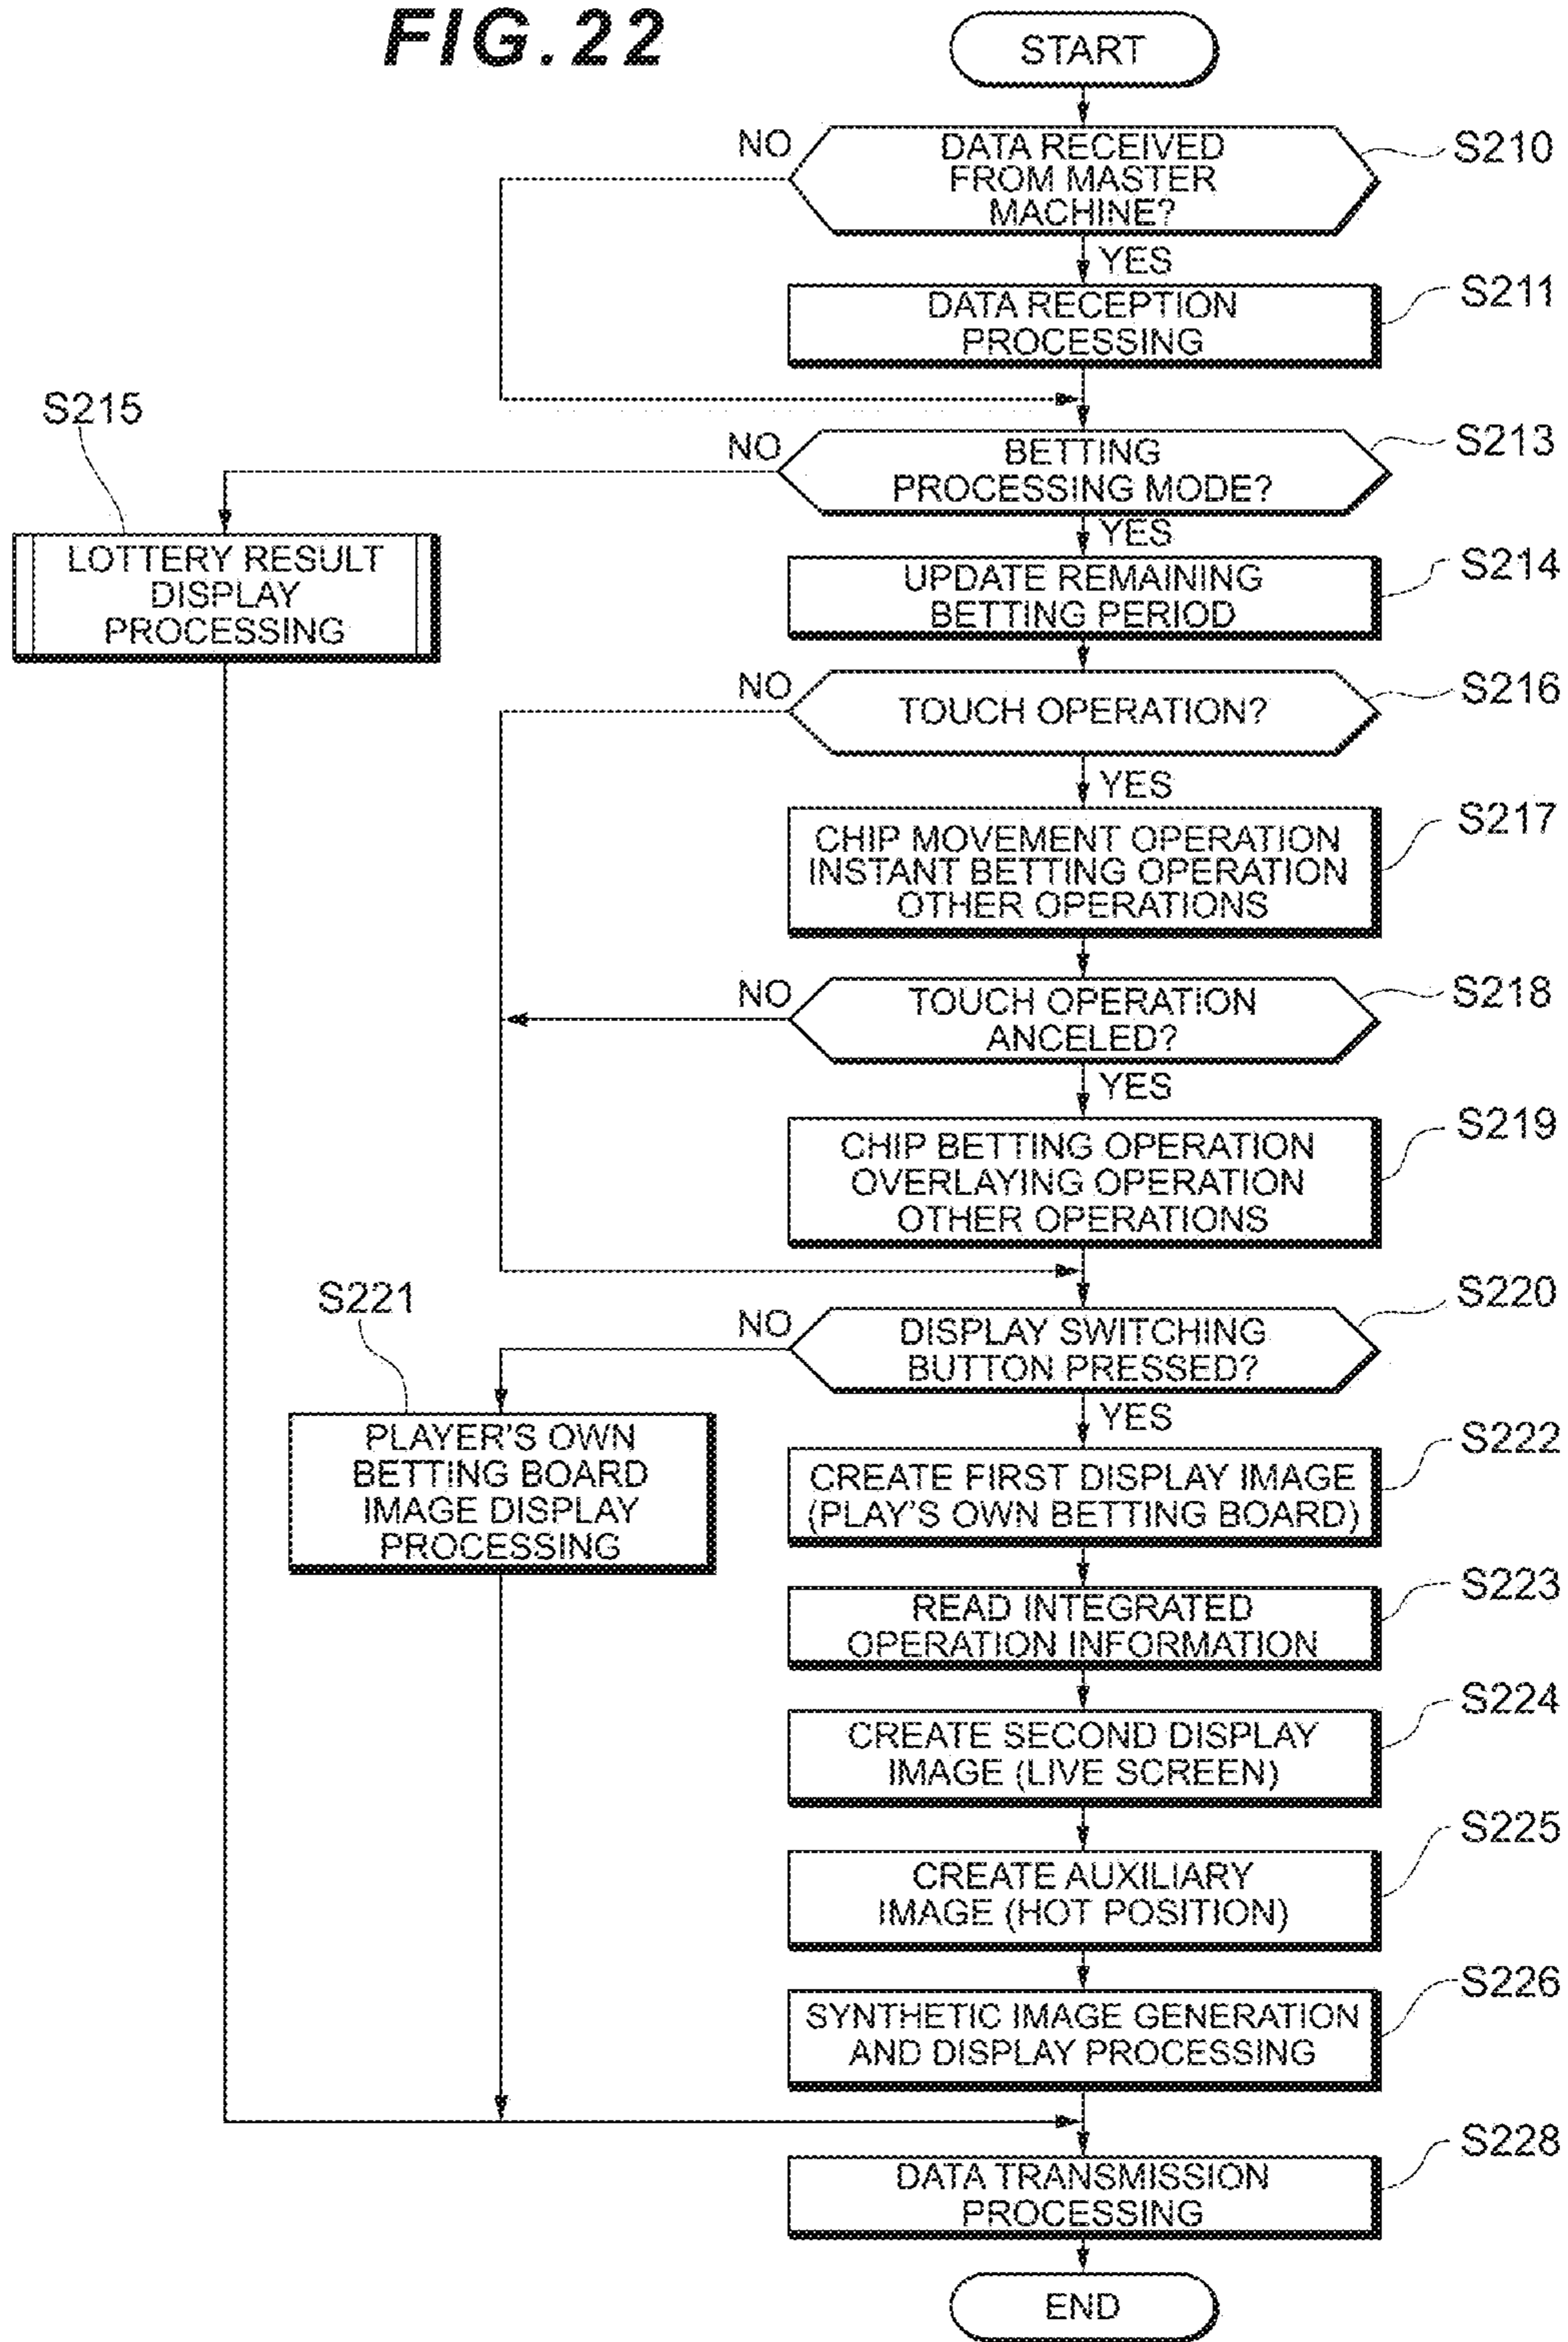 FIG.22
START
NO
DATA RECEIVED
FROM MASTER
MACHINE?
S210
YES
DATA RECEPTION
PROCESSING
S211
S215
NO
BETTING
PROCESSING MODE?
S213
YES
LOTTERY RESULT
DISPLAY
PROCESSING
UPDATE REMAINING
BETTING PERIOD
S214
NO
TOUCH OPERATION?
S216
YES
CHIP MOVEMENT OPERATION
INSTANT BETTING OPERATION
OTHER OPERATIONS
S217
NO
TOUCH OPERATION
ANCELED?
S218
YES
CHIP BETTING OPERATION
OVERLAYING OPERATION
OTHER OPERATIONS
S219
S221
NO
DISPLAY SWITCHING
BUTTON PRESSED?
S220
YES
PLAYER'S OWN
BETTING BOARD
IMAGE DISPLAY
PROCESSING
CREATE FIRST DISPLAY IMAGE
(PLAY'S OWN BETTING BOARD)
S222
READ INTEGRATED
OPERATION INFORMATION
S223
CREATE SECOND DISPLAY
IMAGE (LIVE SCREEN)
S224
CREATE AUXILIARY
IMAGE (HOT POSITION)
S225
SYNTHETIC IMAGE GENERATION
AND DISPLAY PROCESSING
S226
DATA TRANSMISSION
PROCESSING
S228
END